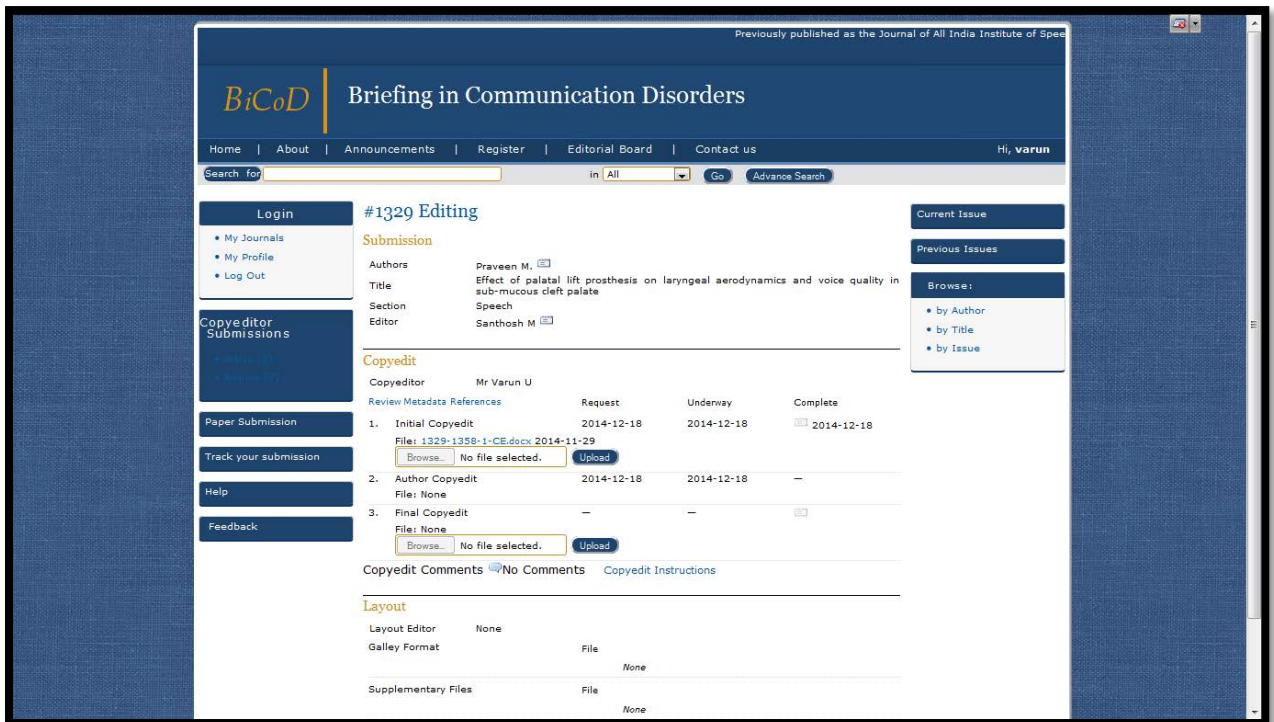 Previously published as the Journal of All India Institute of Spee
BiCoD
Briefing in Communication Disorders
Home | About | Announcements | Register | Editorial Board | Contact us
Hi, varun
Search for in All Go Advance Search
Login
• My Journals
• My Profile
• Log Out
Copyeditor Submissions
Paper Submission
Track your submission
Help
Feedback
#1329 Editing
Submission
Authors Praveen M.
Title Effect of palatal lift prosthesis on laryngeal aerodynamics and voice quality in
sub-mucous cleft palate
Section Speech
Editor Santhosh M
Copyedit
Copyeditor Mr Varun U
Review Metadata References Request Underway Complete
1. Initial Copyedit 2014-12-18 2014-12-18 2014-12-18
File: 1329-1358-1-CE.docx 2014-11-29
Browse... No file selected. Upload
2. Author Copyedit 2014-12-18 2014-12-18 —
File: None
3. Final Copyedit — —
File: None
Browse... No file selected. Upload
Copyedit Comments No Comments Copyedit Instructions
Layout
Layout Editor None
Galley Format File
None
Supplementary Files File
None
Current Issue
Previous Issues
Browse:
• by Author
• by Title
• by Issue